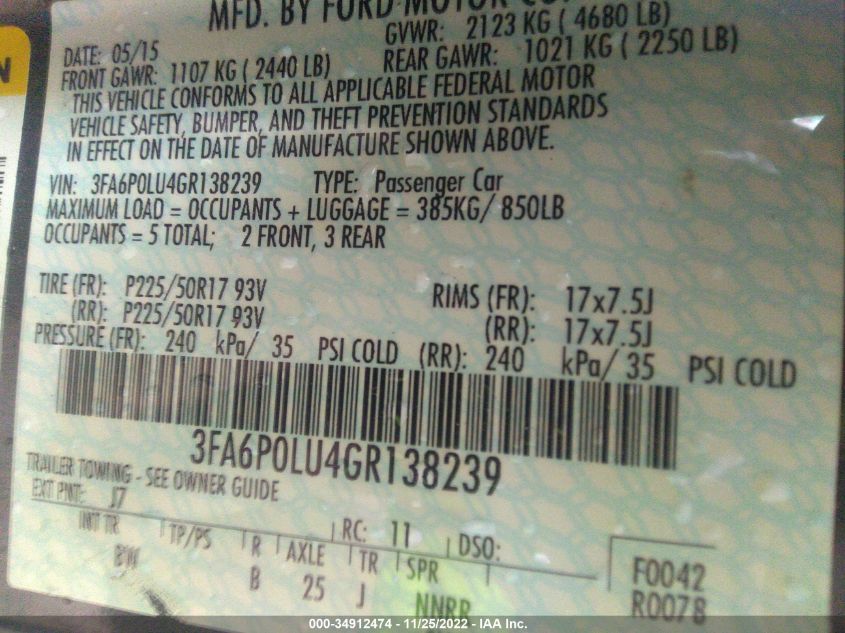 MFD. BY FORD MOTOR CO
DATE: 05/15 GVWR: 2123 KG ( 4680 LB)
FRONT GAWR: 1107 KG ( 2440 LB) REAR GAWR: 1021 KG ( 2250 LB)
THIS VEHICLE CONFORMS TO ALL APPLICABLE FEDERAL MOTOR
VEHICLE SAFETY, BUMPER, AND THEFT PREVENTION STANDARDS
IN EFFECT ON THE DATE OF MANUFACTURE SHOWN ABOVE.
VIN: 3FA6P0LU4GR138239 TYPE: Passenger Car
MAXIMUM LOAD = OCCUPANTS + LUGGAGE = 385KG/ 850LB
OCCUPANTS = 5 TOTAL; 2 FRONT, 3 REAR
TIRE (FR): P225/50R17 93V RIMS (FR): 17x7.5J
(RR): P225/50R17 93V (RR): 17x7.5J
PRESSURE (FR): 240 kPa/ 35 PSI COLD (RR): 240 kPa/ 35 PSI COLD
3FA6P0LU4GR138239
TRAILER TOWING - SEE OWNER GUIDE
EXT PNT: J7 RC: 11 DSO:
INT TR TP/PS R AXLE TR SPR
BW B 25 J NNRR
F0042
R0078
000-34912474 - 11/25/2022 - IAA Inc.